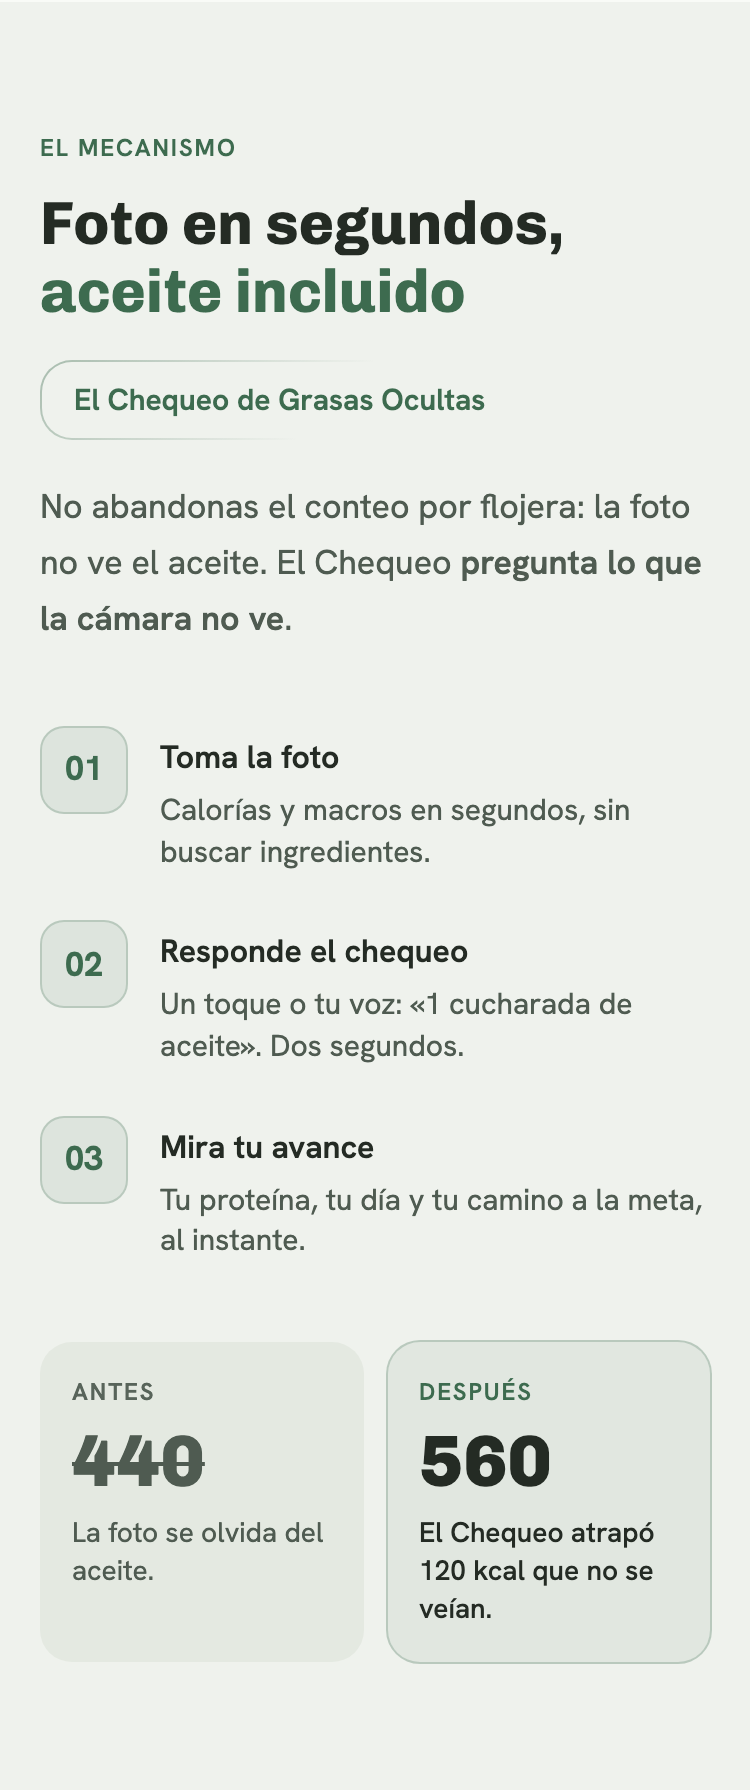 EL MECANISMO
Foto en segundos,
aceite incluido
El Chequeo de Grasas Ocultas
No abandonas el conteo por flojera: la foto
no ve el aceite. El Chequeo pregunta lo que
la cámara no ve.
01
Toma la foto
Calorías y macros en segundos, sin
buscar ingredientes.
02
Responde el chequeo
Un toque o tu voz: «1 cucharada de
aceite». Dos segundos.
03
Mira tu avance
Tu proteína, tu día y tu camino a la meta,
al instante.
ANTES
440
La foto se olvida del
aceite.
DESPUÉS
560
El Chequeo atrapó
120 kcal que no se
veían.